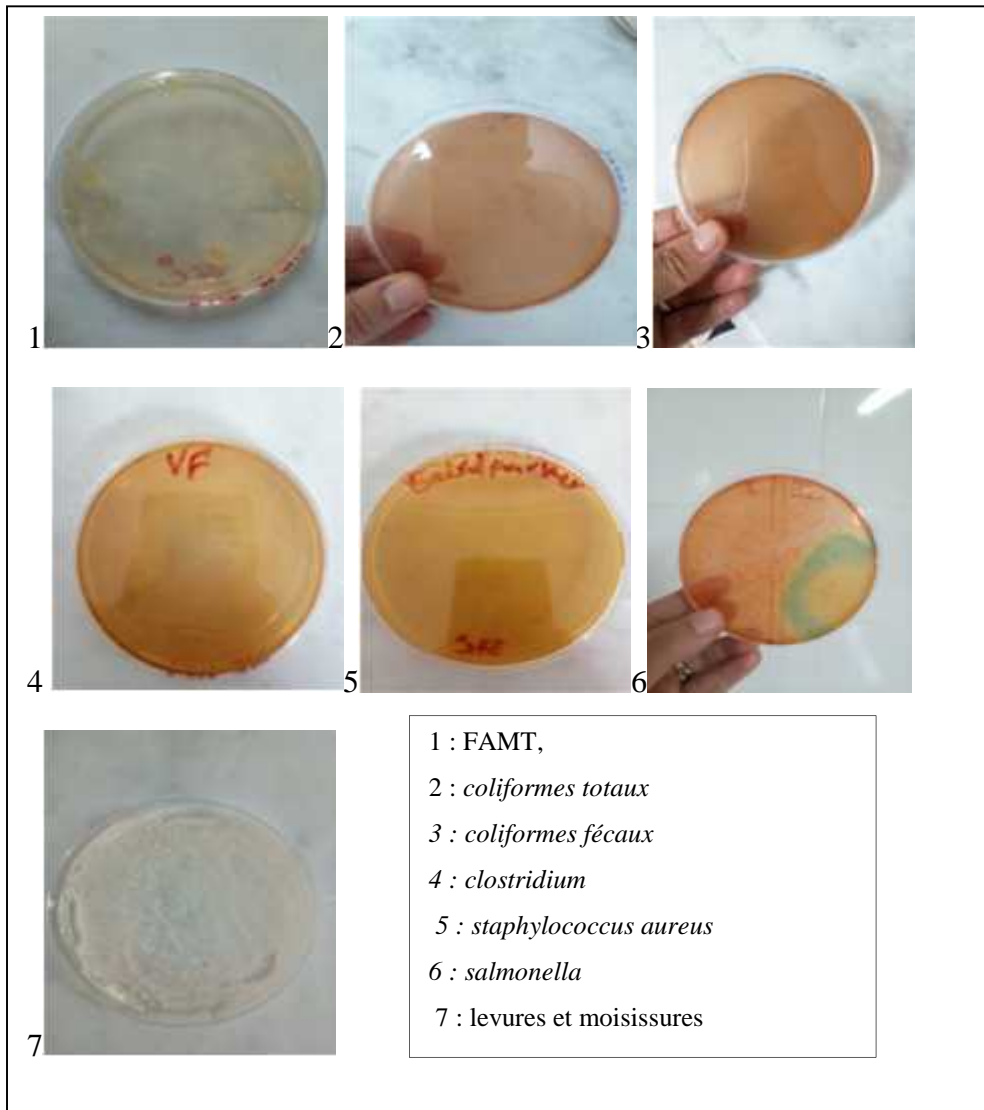 1
2
3
VF
4
5
6
1 : FAMT,
2 : coliformes totaux
3 : coliformes fécaux
4 : clostridium
5 : staphylococcus aureus
6 : salmonella
7 : levures et moisissures
7